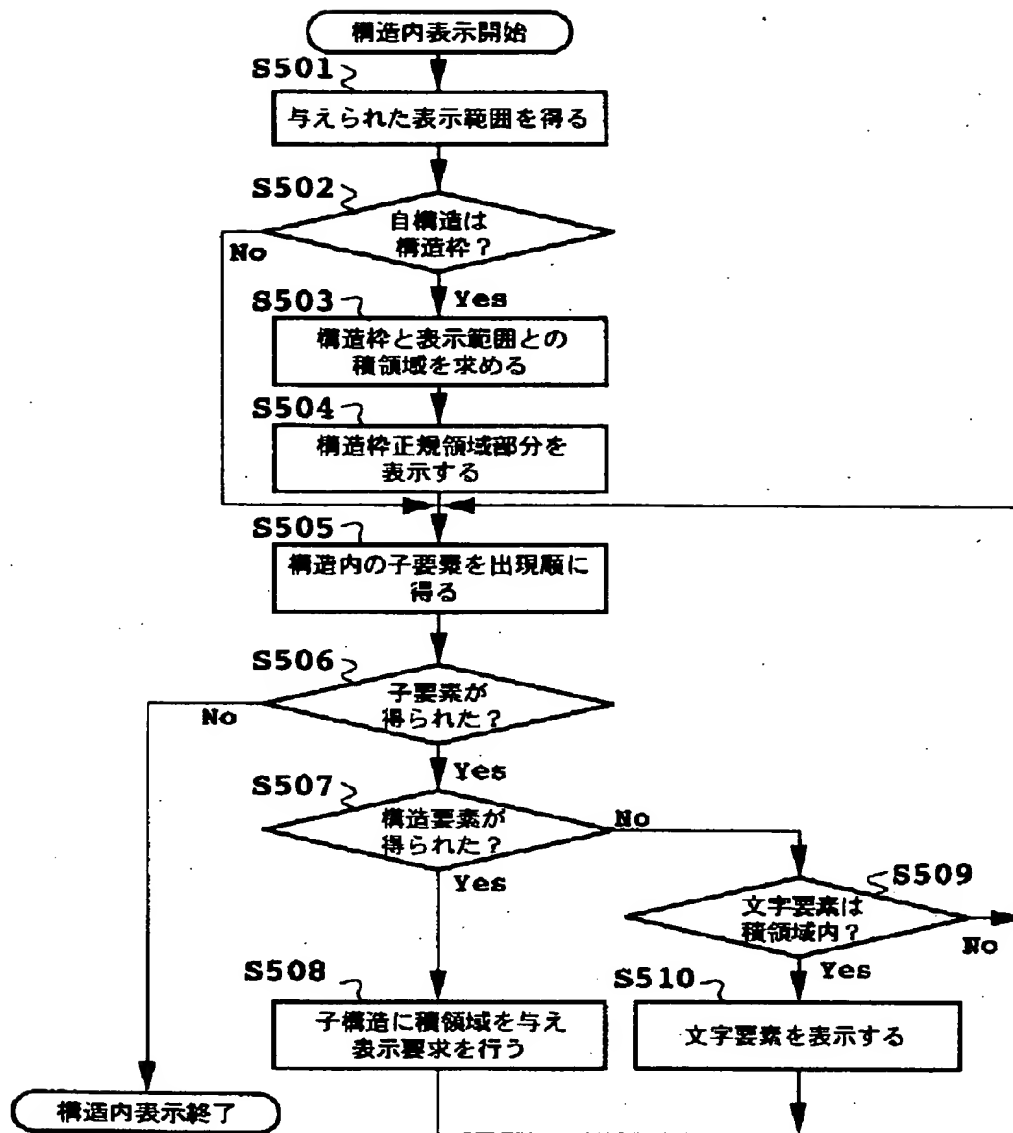 構造内表示開始
S501
与えられた表示範囲を得る
S502
自構造は
構造枠？
No
Yes
S503
構造枠と表示範囲との
積領域を求める
S504
構造枠正規領域部分を
表示する
S505
構造内の子要素を出現順に
得る
S506
子要素が
得られた？
No
Yes
S507
構造要素が
得られた？
No
Yes
S509
文字要素は
積領域内？
No
Yes
S508
子構造に積領域を与え
表示要求を行う
S510
文字要素を表示する
構造内表示終了